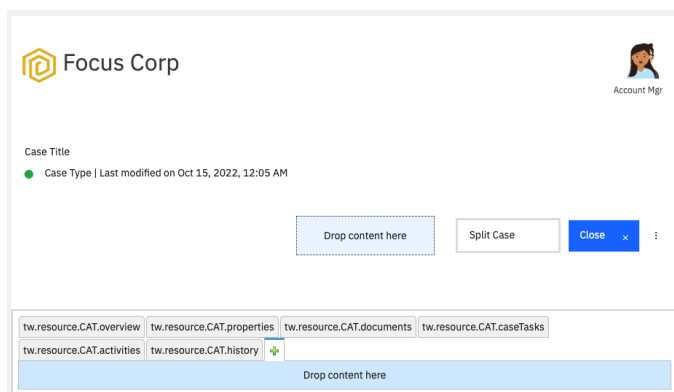 Focus Corp
Account Mgr
Case Title
Case Type | Last modified on Oct 15, 2022, 12:05 AM
Drop content here
Split Case
Close ×
tw.resource.CAT.overview tw.resource.CAT.properties tw.resource.CAT.documents tw.resource.CAT.caseTasks
tw.resource.CAT.activities tw.resource.CAT.history
Drop content here